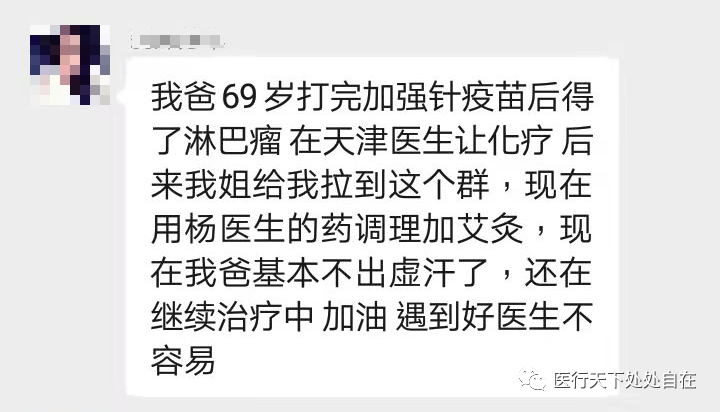 我爸69岁打完加强针疫苗后得
了淋巴瘤 在天津医生让化疗 后
来我姐给我拉到这个群，现在
用杨医生的药调理加艾灸，现
在我爸基本不出虚汗了，还在
继续治疗中 加油 遇到好医生不
容易
医行天下处处自在